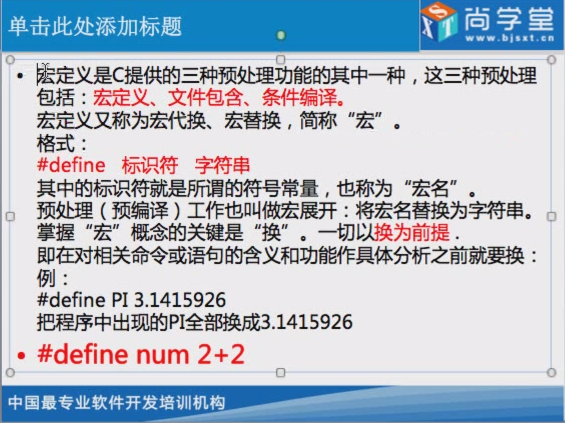 单击此处添加标题
SXT 尚学堂
www.bjsxt.cn
• 宏定义是C提供的三种预处理功能的其中一种，这三种预处理
包括：宏定义、文件包含、条件编译。
宏定义又称为宏代换、宏替换，简称“宏”。
格式：
#define 标识符 字符串
其中的标识符就是所谓的符号常量，也称为“宏名”。
预处理（预编译）工作也叫做宏展开：将宏名替换为字符串。
掌握“宏”概念的关键是“换”。一切以换为前提 .
即在对相关命令或语句的含义和功能作具体分析之前就要换：
例：
#define PI 3.1415926
把程序中出现的PI全部换成3.1415926
• #define num 2+2
中国最专业软件开发培训机构